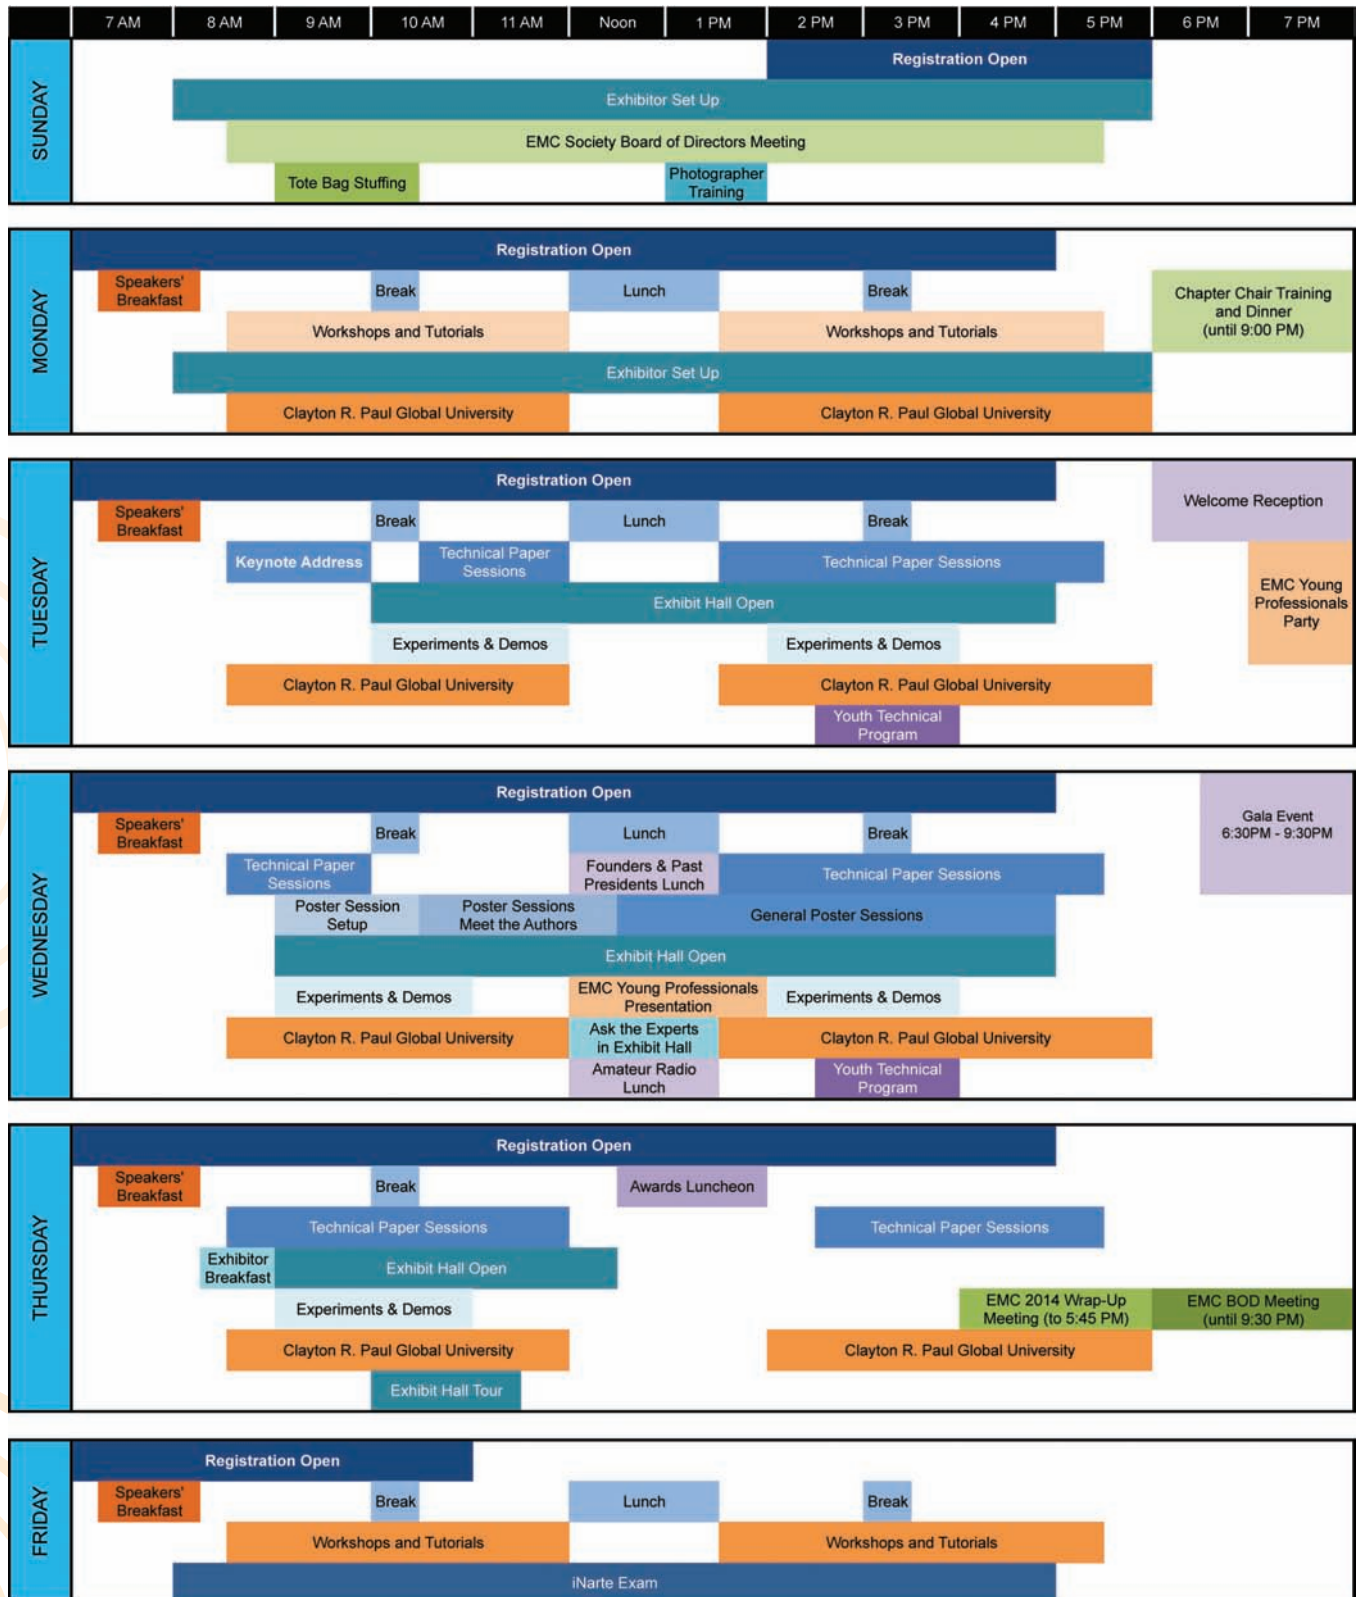 7 AM 8 AM 9 AM 10 AM 11 AM Noon 1 PM 2 PM 3 PM 4 PM 5 PM 6 PM 7 PM
SUNDAY
Registration Open
Exhibitor Set Up
EMC Society Board of Directors Meeting
Tote Bag Stuffing
Photographer
Training
MONDAY
Registration Open
Speakers'
Breakfast
Break
Lunch
Break
Chapter Chair Training
and Dinner
(until 9:00 PM)
Workshops and Tutorials
Workshops and Tutorials
Exhibitor Set Up
Clayton R. Paul Global University
Clayton R. Paul Global University
TUESDAY
Registration Open
Welcome Reception
Speakers'
Breakfast
Break
Lunch
Break
Keynote Address
Technical Paper
Sessions
Technical Paper Sessions
EMC Young
Professionals
Party
Exhibit Hall Open
Experiments & Demos
Experiments & Demos
Clayton R. Paul Global University
Clayton R. Paul Global University
Youth Technical
Program
WEDNESDAY
Registration Open
Gala Event
6:30PM - 9:30PM
Speakers'
Breakfast
Break
Lunch
Break
Technical Paper
Sessions
Founders & Past
Presidents Lunch
Technical Paper Sessions
Poster Session
Setup
Poster Sessions
Meet the Authors
General Poster Sessions
Exhibit Hall Open
Experiments & Demos
EMC Young Professionals
Presentation
Experiments & Demos
Clayton R. Paul Global University
Ask the Experts
in Exhibit Hall
Clayton R. Paul Global University
Amateur Radio
Lunch
Youth Technical
Program
THURSDAY
Registration Open
Speakers'
Breakfast
Break
Awards Luncheon
Technical Paper Sessions
Technical Paper Sessions
Exhibitor
Breakfast
Exhibit Hall Open
Experiments & Demos
EMC 2014 Wrap-Up
Meeting (to 5:45 PM)
EMC BOD Meeting
(until 9:30 PM)
Clayton R. Paul Global University
Clayton R. Paul Global University
Exhibit Hall Tour
FRIDAY
Registration Open
Speakers'
Breakfast
Break
Lunch
Break
Workshops and Tutorials
Workshops and Tutorials
iNarte Exam